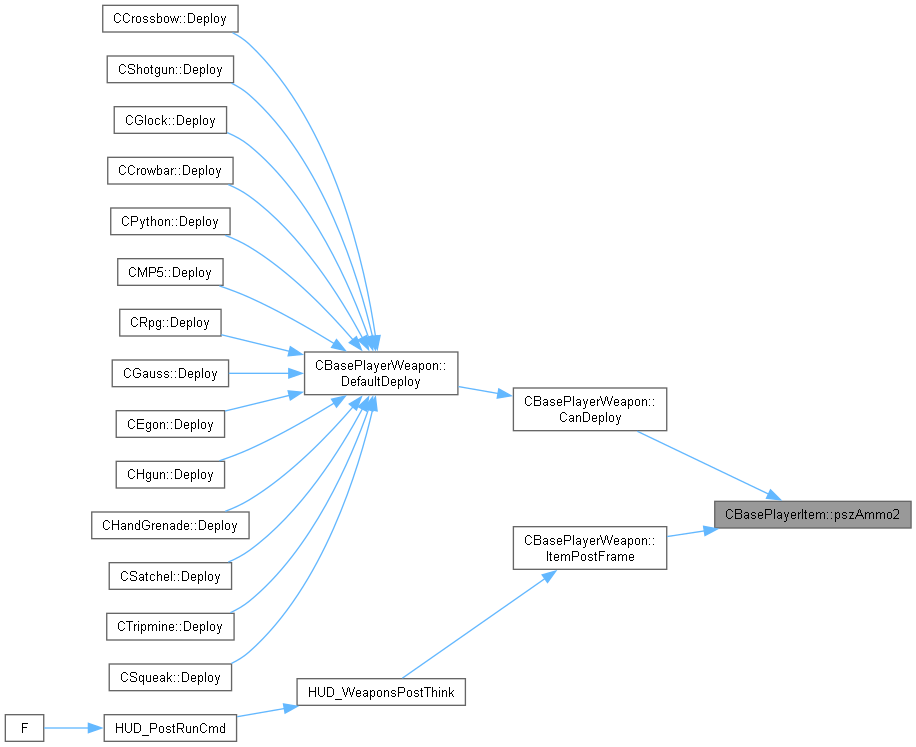 CCrossbow::Deploy
CShotgun::Deploy
CGlock::Deploy
CCrowbar::Deploy
CPython::Deploy
CMP5::Deploy
CRpg::Deploy
CGauss::Deploy
CEgon::Deploy
CHgun::Deploy
CHandGrenade::Deploy
CSatchel::Deploy
CTripmine::Deploy
CSqueak::Deploy
F
HUD_PostRunCmd
HUD_WeaponsPostThink
CBasePlayerWeapon::
DefaultDeploy
CBasePlayerWeapon::
CanDeploy
CBasePlayerWeapon::
ItemPostFrame
CBasePlayerItem::pszAmmo2